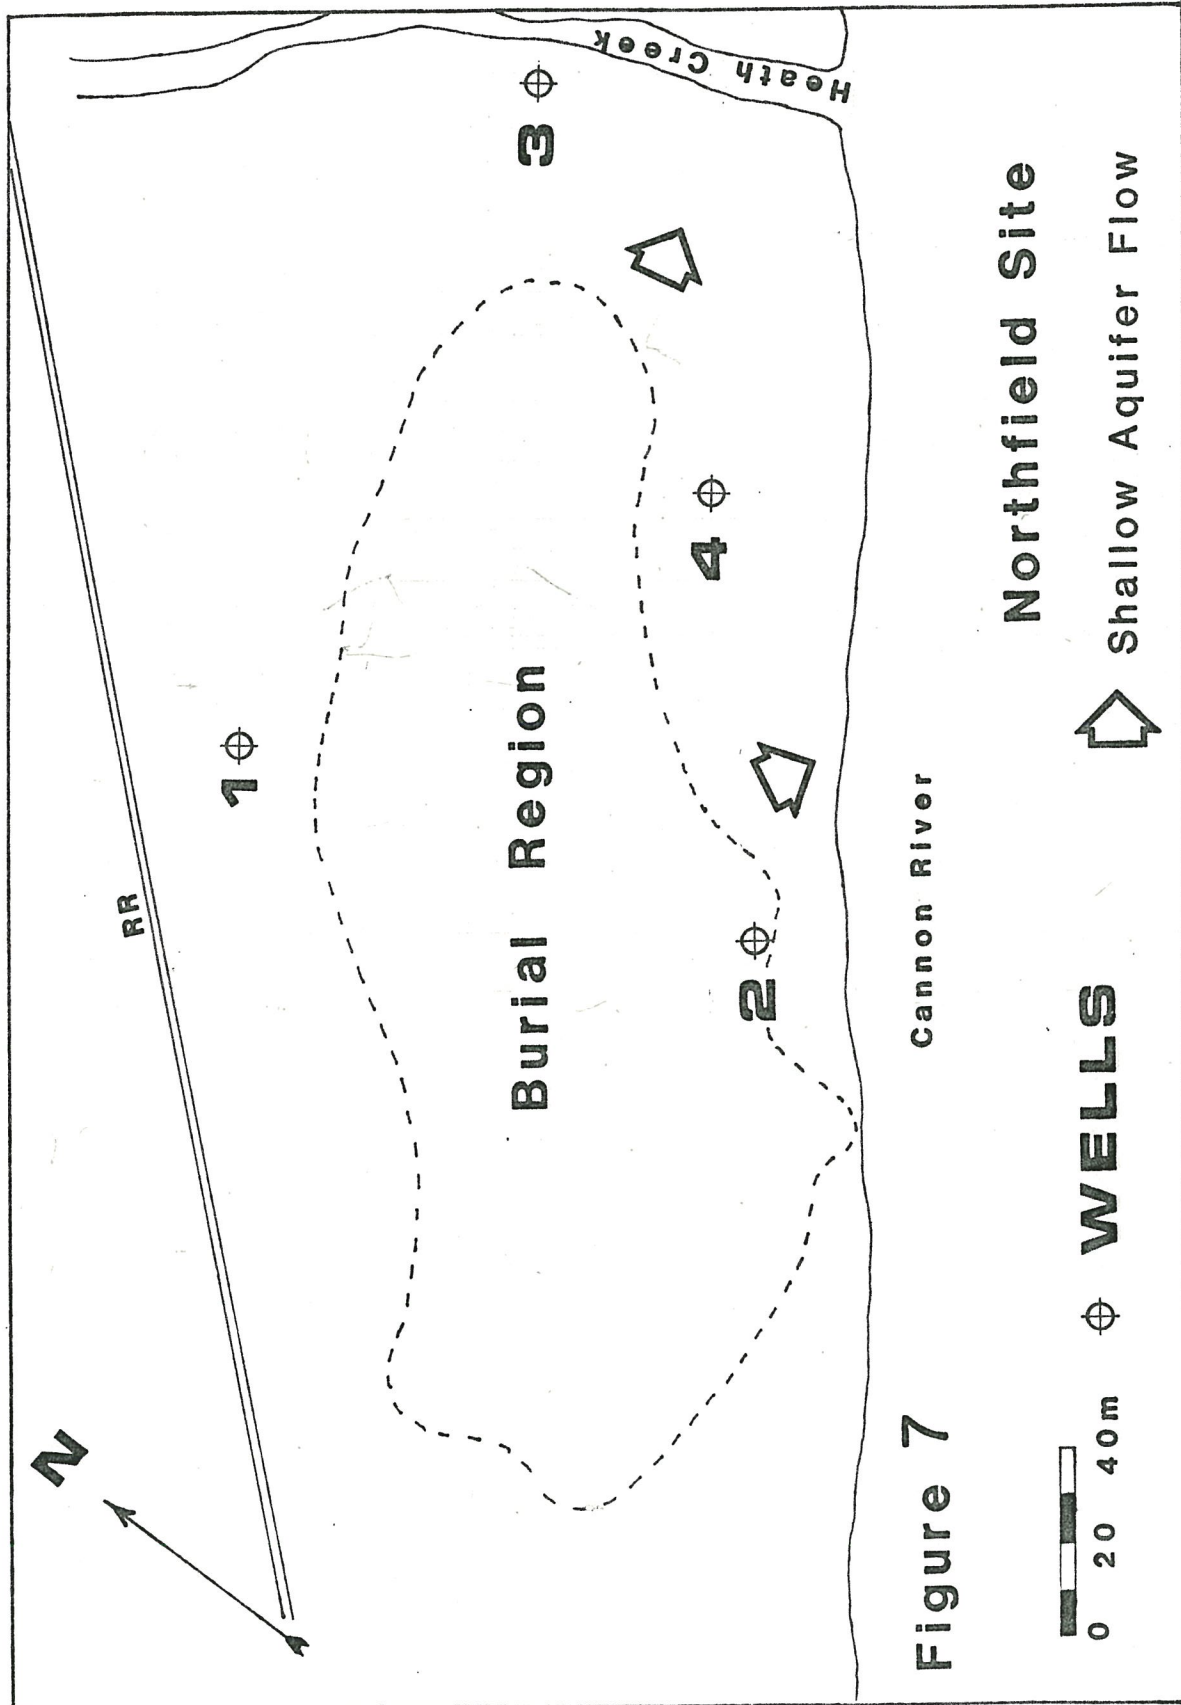 N
RR
1
3
Heath Creek
Burial Region
4
2
Cannon River
Figure 7
Northfield Site
0 20 40m
WELLS
Shallow Aquifer Flow